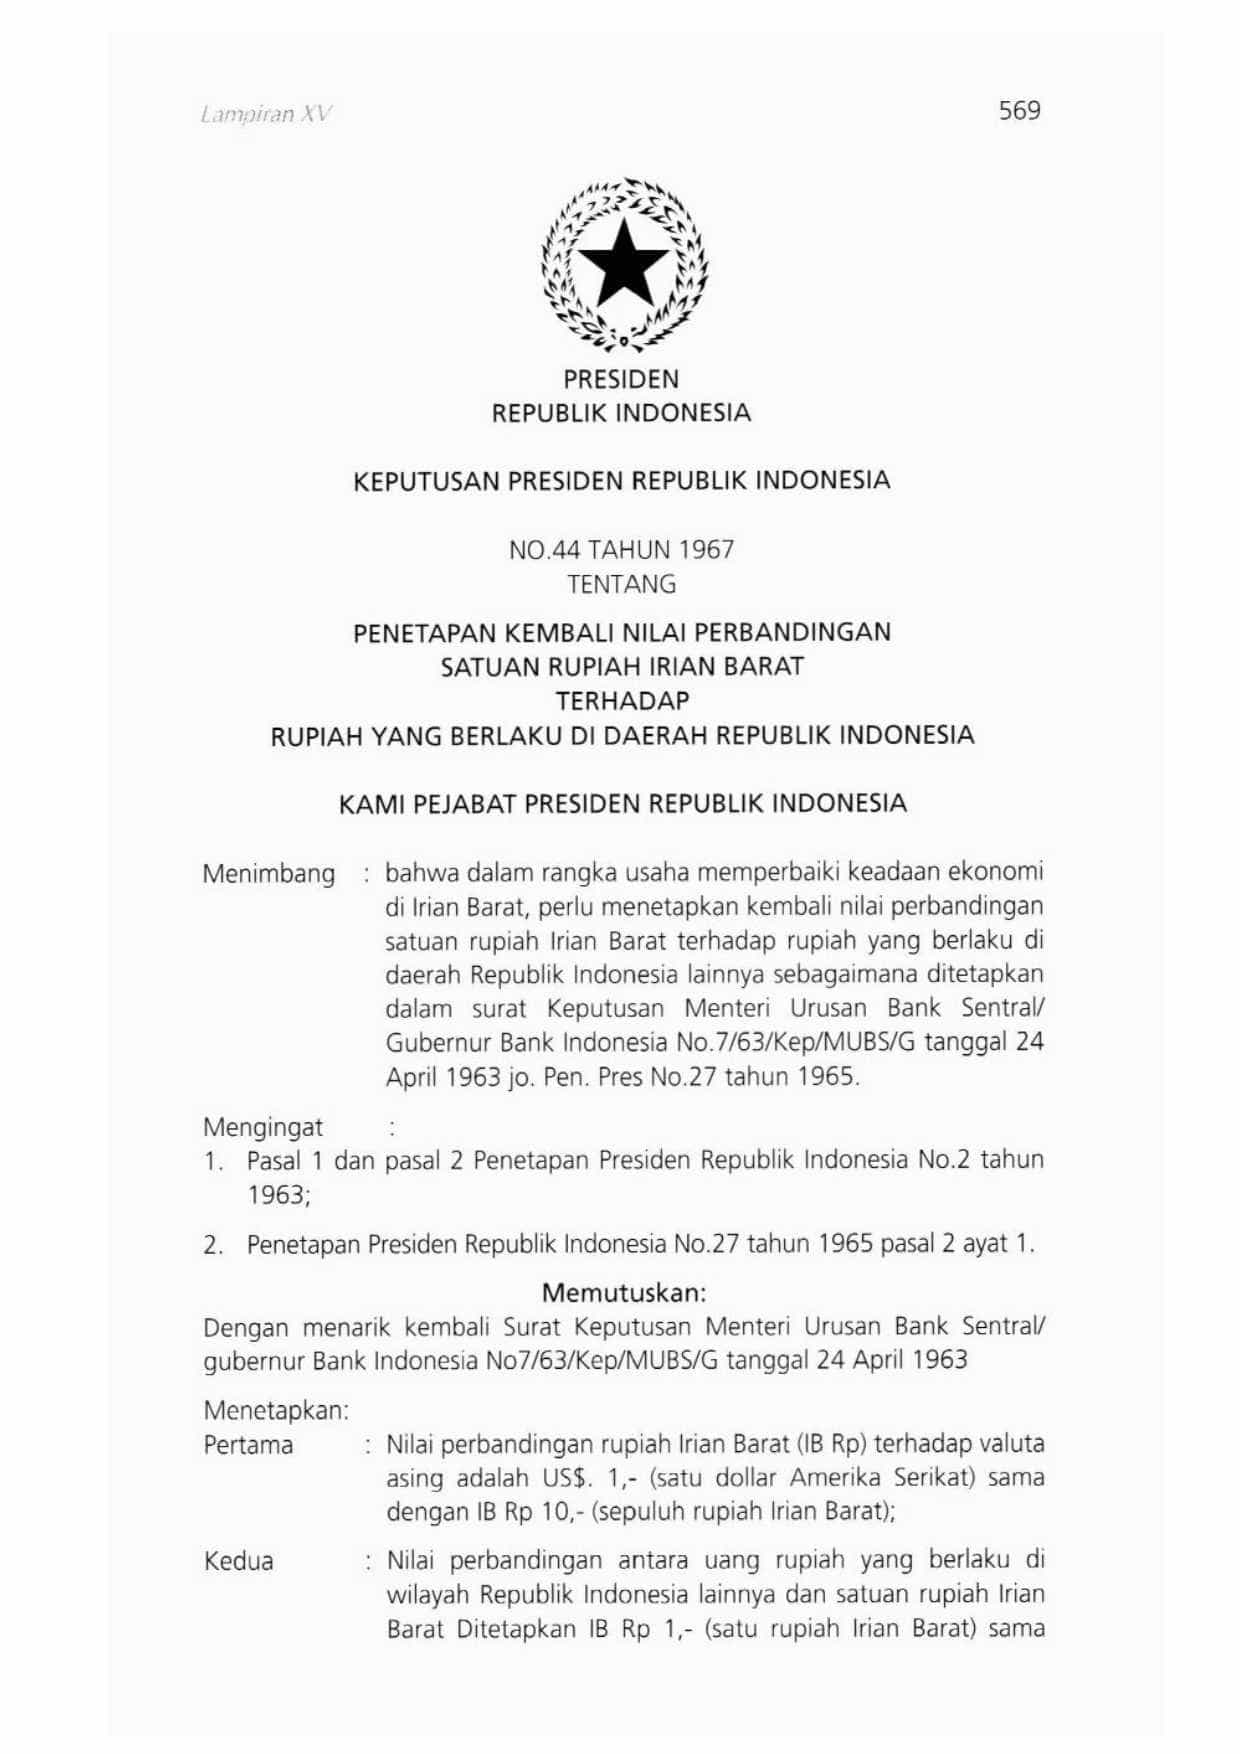 Lampiran XV
569
PRESIDEN
REPUBLIK INDONESIA
KEPUTUSAN PRESIDEN REPUBLIK INDONESIA
NO.44 TAHUN 1967
TENTANG
PENETAPAN KEMBALI NILAI PERBANDINGAN
SATUAN RUPIAH IRIAN BARAT
TERHADAP
RUPIAH YANG BERLAKU DI DAERAH REPUBLIK INDONESIA
KAMI PEJABAT PRESIDEN REPUBLIK INDONESIA
Menimbang : bahwa dalam rangka usaha memperbaiki keadaan ekonomi
di Irian Barat, perlu menetapkan kembali nilai perbandingan
satuan rupiah Irian Barat terhadap rupiah yang berlaku di
daerah Republik Indonesia lainnya sebagaimana ditetapkan
dalam surat Keputusan Menteri Urusan Bank Sentral/
Gubernur Bank Indonesia No.7/63/Kep/MUBS/G tanggal 24
April 1963 jo. Pen. Pres No.27 tahun 1965.
Mengingat :
1. Pasal 1 dan pasal 2 Penetapan Presiden Republik Indonesia No.2 tahun
1963;
2. Penetapan Presiden Republik Indonesia No.27 tahun 1965 pasal 2 ayat 1.
Memutuskan:
Dengan menarik kembali Surat Keputusan Menteri Urusan Bank Sentral/
gubernur Bank Indonesia No7/63/Kep/MUBS/G tanggal 24 April 1963
Menetapkan:
Pertama : Nilai perbandingan rupiah Irian Barat (IB Rp) terhadap valuta
asing adalah US$. 1,- (satu dollar Amerika Serikat) sama
dengan IB Rp 10,- (sepuluh rupiah Irian Barat);
Kedua : Nilai perbandingan antara uang rupiah yang berlaku di
wilayah Republik Indonesia lainnya dan satuan rupiah Irian
Barat Ditetapkan IB Rp 1,- (satu rupiah Irian Barat) sama